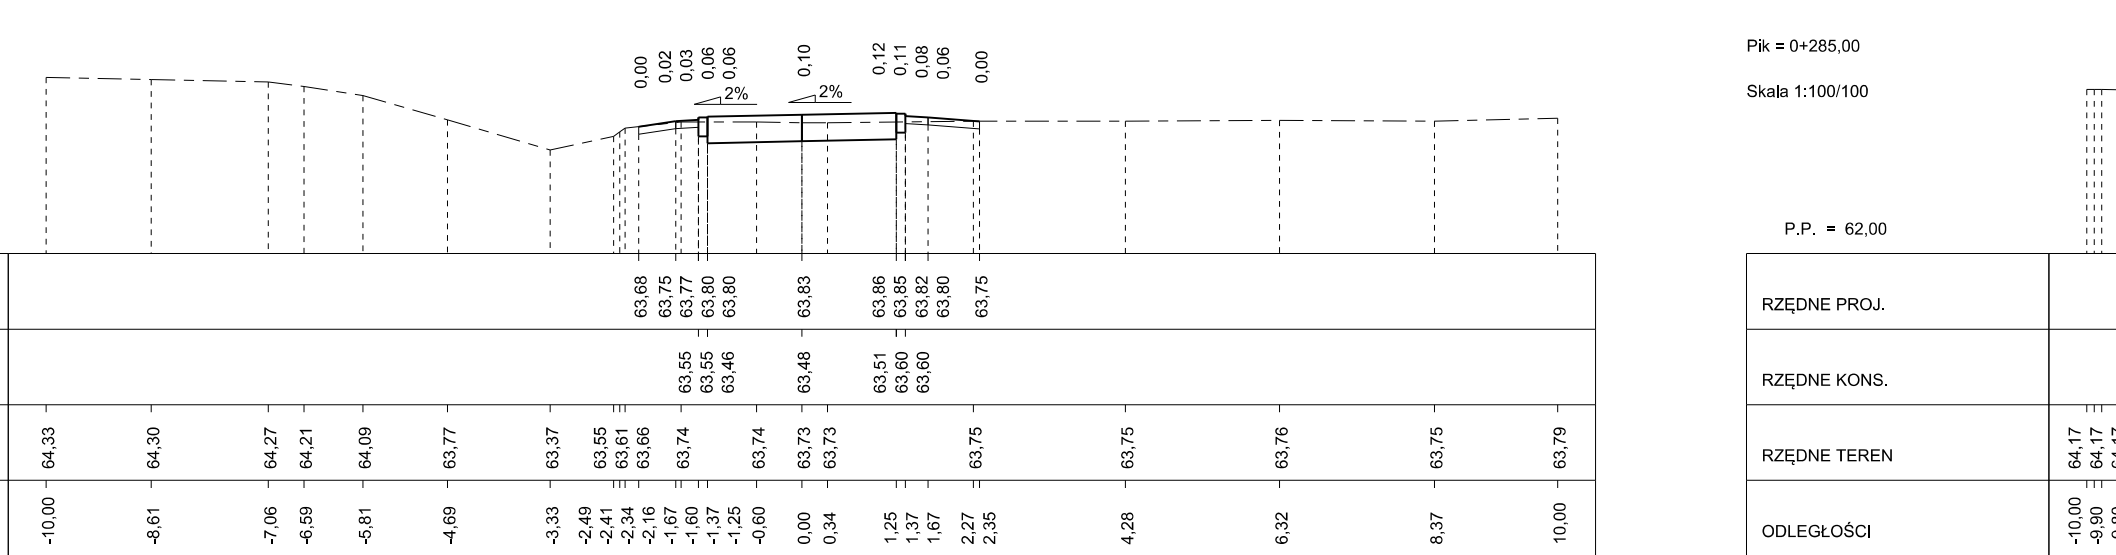 0,00 0,02 0,03 0,06 0,06 0,10 0,12 0,11 0,08 0,06 0,00
2% 2%
63,68 63,75 63,77 63,80 63,80 63,83 63,86 63,85 63,82 63,80 63,75
63,55 63,55 63,46 63,48 63,51 63,60 63,60
64,33 64,30 64,27 64,21 64,09 63,77 63,37 63,55 63,61 63,66 63,74 63,74 63,73 63,73 63,75 63,75 63,76 63,75 63,79
-10,00 -8,61 -7,06 -6,59 -5,81 -4,69 -3,33 -2,49 -2,41 -2,34 -2,16 -1,67 -1,60 -1,37 -1,25 -0,60 0,00 0,34 1,25 1,37 1,67 2,27 2,35 4,28 6,32 8,37 10,00
Pik = 0+285,00
Skala 1:100/100
P.P. = 62,00
RZĘDNE PROJ.
RZĘDNE KONS.
RZĘDNE TEREN 64,17 64,17
ODLEGŁOŚCI -10,00 -9,90